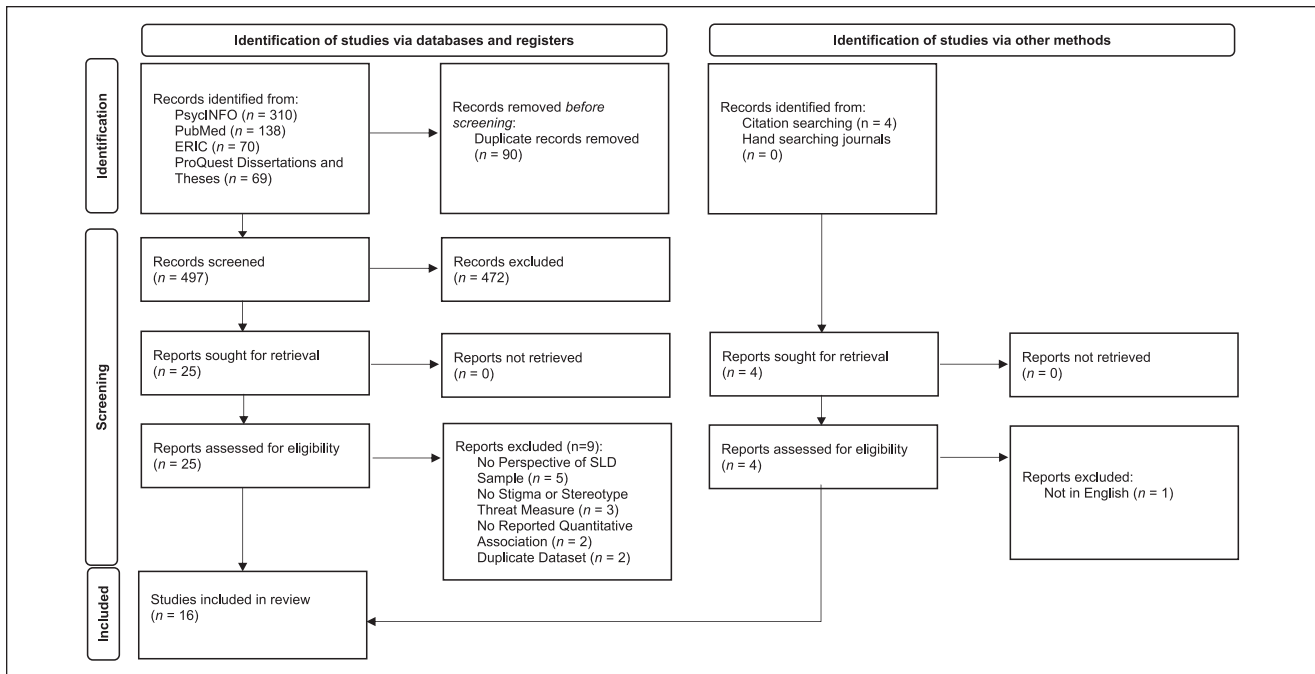 Identification of studies via databases and registers
Identification of studies via other methods
Identification
Records identified from:
PsycINFO (n = 310)
PubMed (n = 138)
ERIC (n = 70)
ProQuest Dissertations and
Theses (n = 69)
Records removed before
screening:
Duplicate records removed
(n = 90)
Records identified from:
Citation searching (n = 4)
Hand searching journals
(n = 0)
Screening
Records screened
(n = 497)
Records excluded
(n = 472)
Reports sought for retrieval
(n = 25)
Reports not retrieved
(n = 0)
Reports sought for retrieval
(n = 4)
Reports not retrieved
(n = 0)
Reports assessed for eligibility
(n = 25)
Reports excluded (n=9):
No Perspective of SLD
Sample (n = 5)
No Stigma or Stereotype
Threat Measure (n = 3)
No Reported Quantitative
Association (n = 2)
Duplicate Dataset (n = 2)
Reports assessed for eligibility
(n = 4)
Reports excluded:
Not in English (n = 1)
Included
Studies included in review
(n = 16)